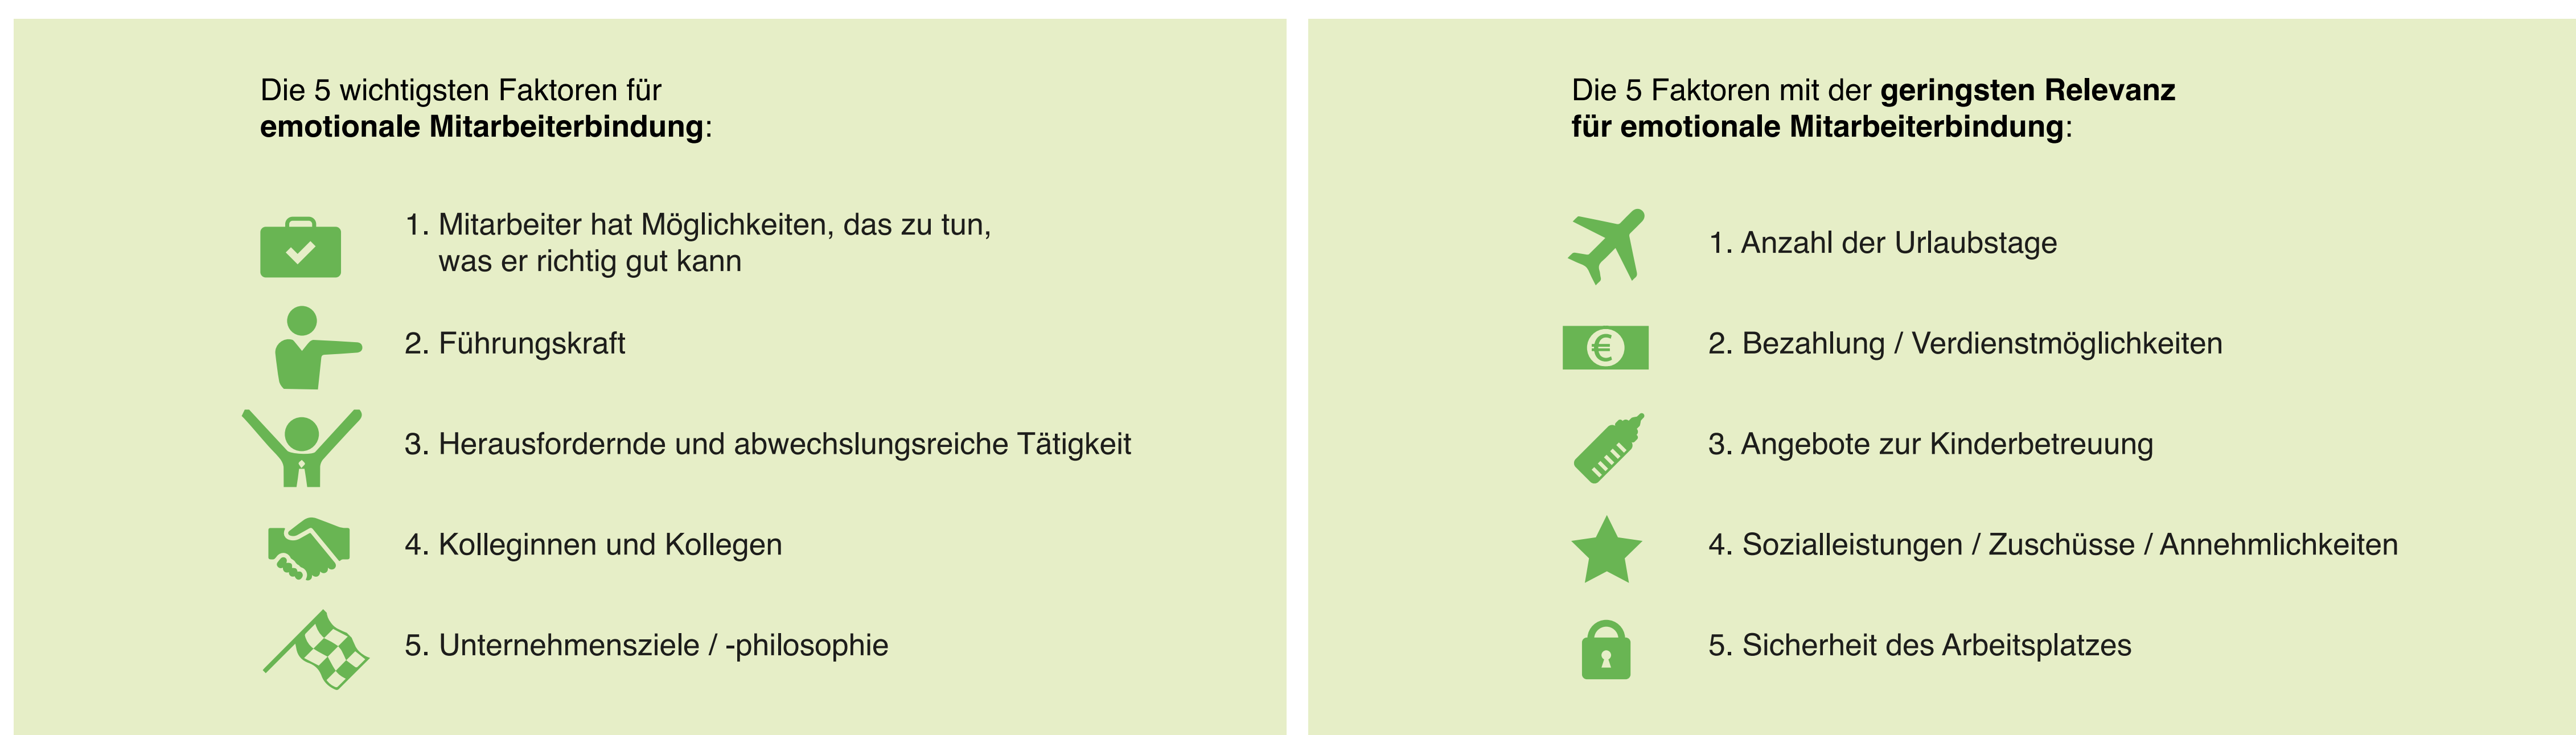 Die 5 wichtigsten Faktoren für
emotionale Mitarbeiterbindung:
1. Mitarbeiter hat Möglichkeiten, das zu tun,
was er richtig gut kann
2. Führungskraft
3. Herausfordernde und abwechslungsreiche Tätigkeit
4. Kolleginnen und Kollegen
5. Unternehmensziele / -philosophie
Die 5 Faktoren mit der geringsten Relevanz
für emotionale Mitarbeiterbindung:
1. Anzahl der Urlaubstage
€
2. Bezahlung / Verdienstmöglichkeiten
3. Angebote zur Kinderbetreuung
4. Sozialleistungen / Zuschüsse / Annehmlichkeiten
5. Sicherheit des Arbeitsplatzes